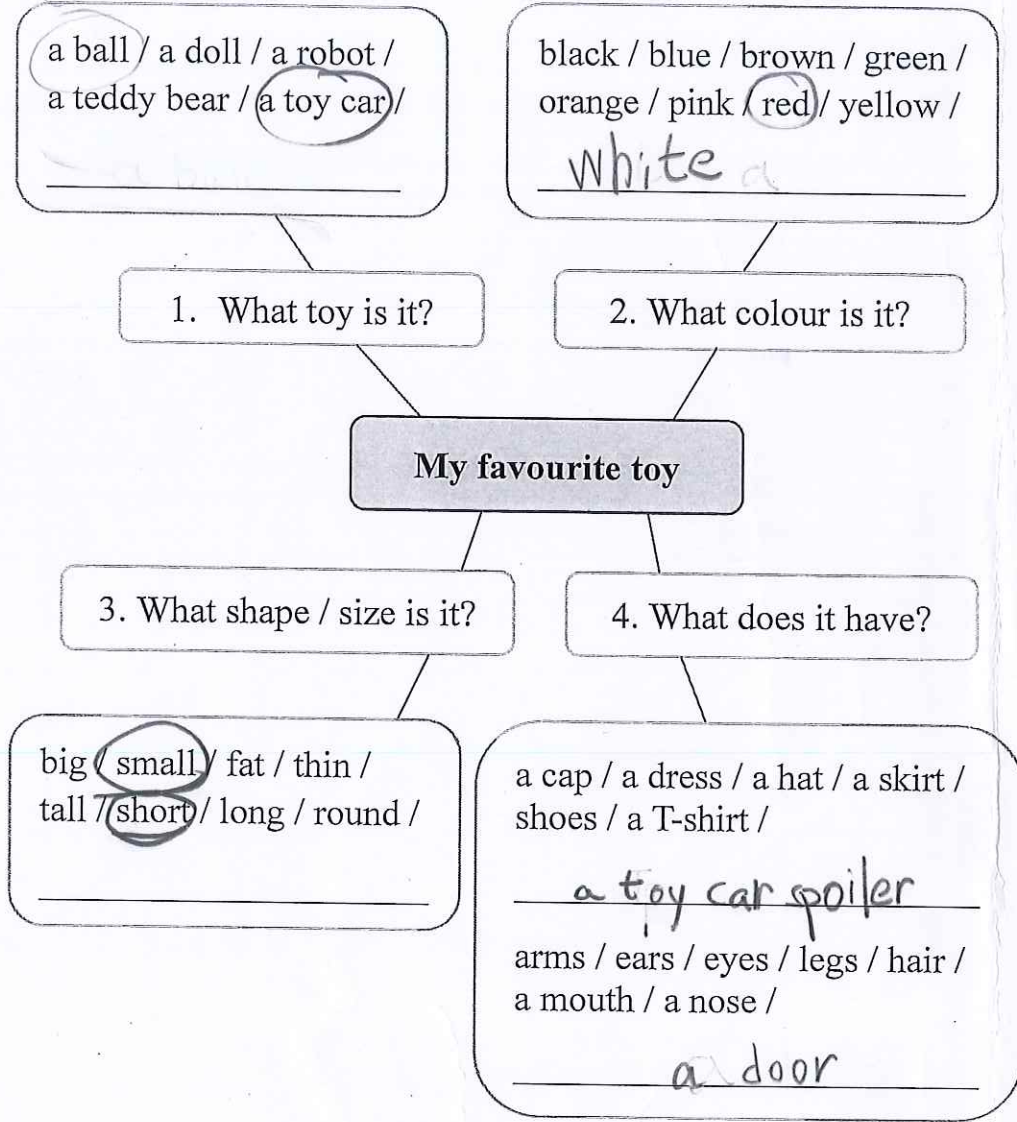 a ball / a doll / a robot /
a teddy bear / a toy car /
black / blue / brown / green /
orange / pink / red / yellow /
white
1. What toy is it?
2. What colour is it?
My favourite toy
3. What shape / size is it?
4. What does it have?
big / small / fat / thin /
tall / short / long / round /
a cap / a dress / a hat / a skirt /
shoes / a T-shirt /
a toy car spoiler
arms / ears / eyes / legs / hair /
a mouth / a nose /
a door